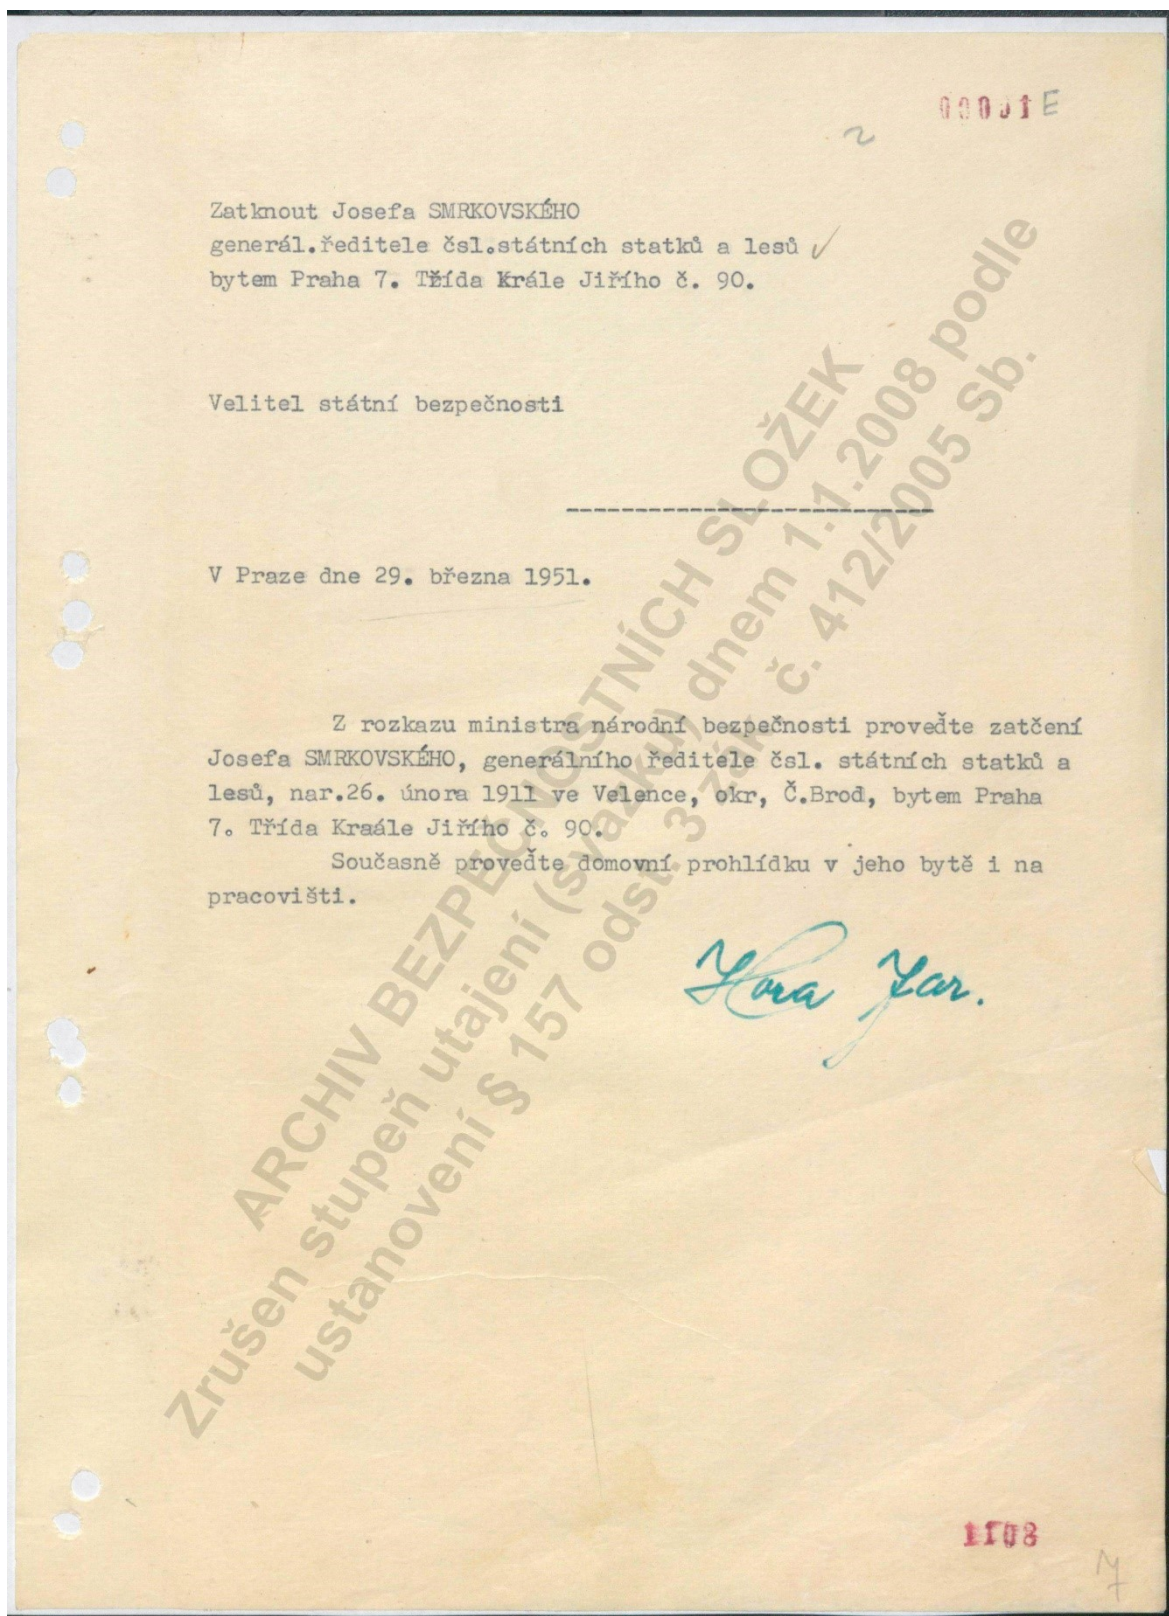 00001 E
2
Zatknout Josefa SMRKOVSKÉHO
generál.ředitele čsl.státních statků a lesů
bytem Praha 7. Třída Krále Jiřího č. 90.
Velitel státní bezpečnosti
---------------------------
V Praze dne 29. března 1951.
Z rozkazu ministra národní bezpečnosti proveďte zatčení
Josefa SMRKOVSKÉHO, generálního ředitele čsl. státních statků a
lesů, nar.26. února 1911 ve Velence, okr, Č.Brod, bytem Praha
7. Třída Kraále Jiřího č. 90.
Současně proveďte domovní prohlídku v jeho bytě i na
pracovišti.
Hora Jar.
ARCHIV BEZPEČNOSTNÍCH SLOŽEK
Zrušen stupeň utajení (svazku) dnem 1.1.2008 podle
ustanovení § 157 odst. 3 zák. č. 412/2005 Sb.
1108
7